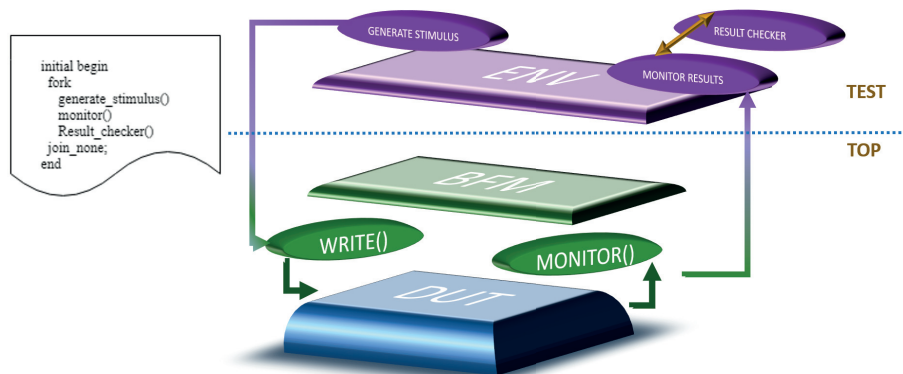 initial begin
fork
generate_stimulus()
monitor()
Result_checker()
join_none;
end
GENERATE STIMULUS
RESULT CHECKER
ENV
MONITOR RESULTS
TEST
TOP
BFM
WRITE()
MONITOR()
DUT